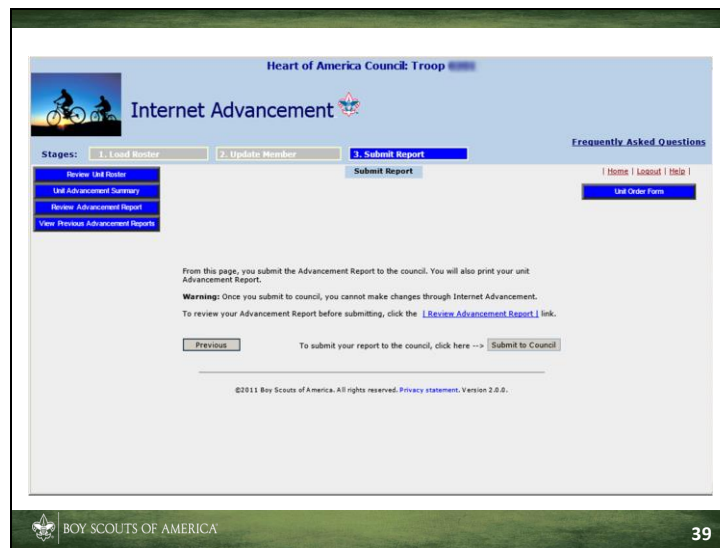 Heart of America Council: Troop
Internet Advancement
Frequently Asked Questions
Stages: 1. Load Roster 2. Update Member 3. Submit Report
Review Unit Roster
Unit Advancement Summary
Review Advancement Report
View Previous Advancement Reports
Submit Report
| Home | Logout | Help |
Unit Order Form
From this page, you submit the Advancement Report to the council. You will also print your unit
Advancement Report.
Warning: Once you submit to council, you cannot make changes through Internet Advancement.
To review your Advancement Report before submitting, click the [ Review Advancement Report ] link.
Previous To submit your report to the council, click here --> Submit to Council
©2011 Boy Scouts of America. All rights reserved. Privacy statement. Version 2.0.0.
BOY SCOUTS OF AMERICA
39